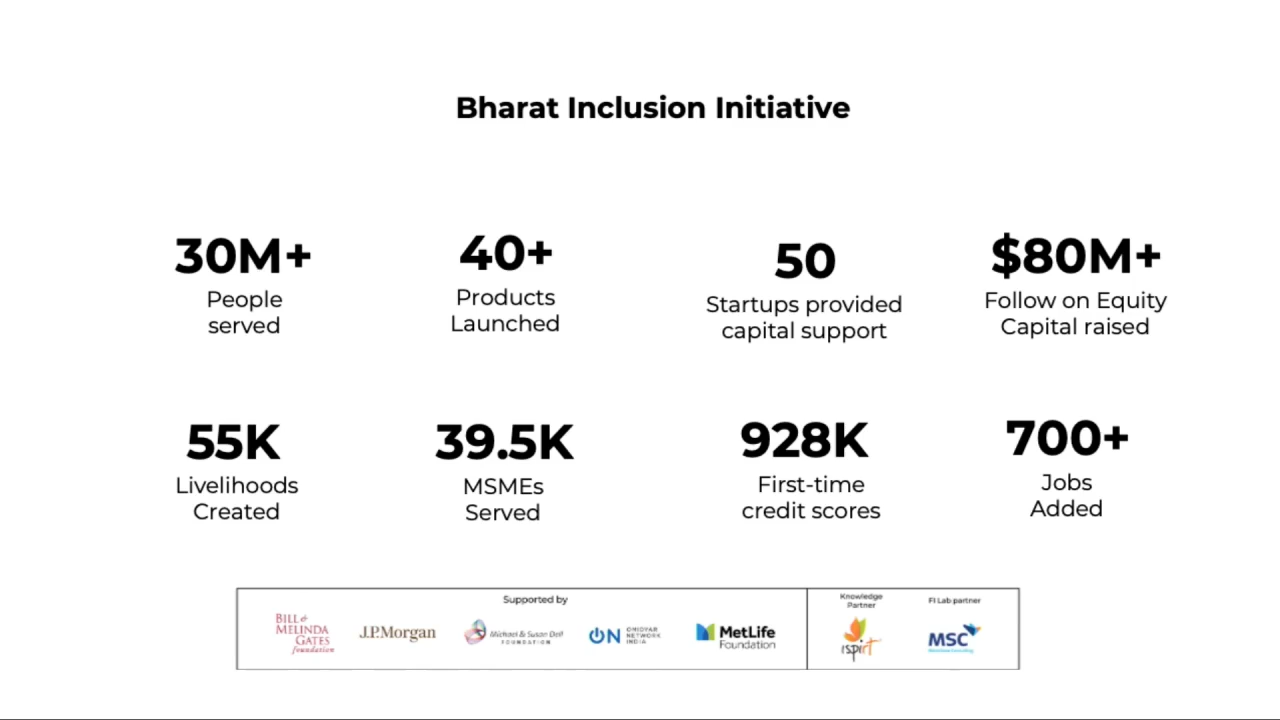 Bharat Inclusion Initiative
30M+
People
served
40+
Products
Launched
50
Startups provided
capital support
$80M+
Follow on Equity
Capital raised
55K
Livelihoods
Created
39.5K
MSMEs
Served
928K
First-time
credit scores
700+
Jobs
Added
Supported by
BILL &
MELINDA
GATES
foundation
J.P.Morgan
Michael & Susan Dell
FOUNDATION
ON
OMIDYAR
NETWORK
INDIA
MetLife
Foundation
Knowledge
Partner
ispirt
FI Lab partner
MSC